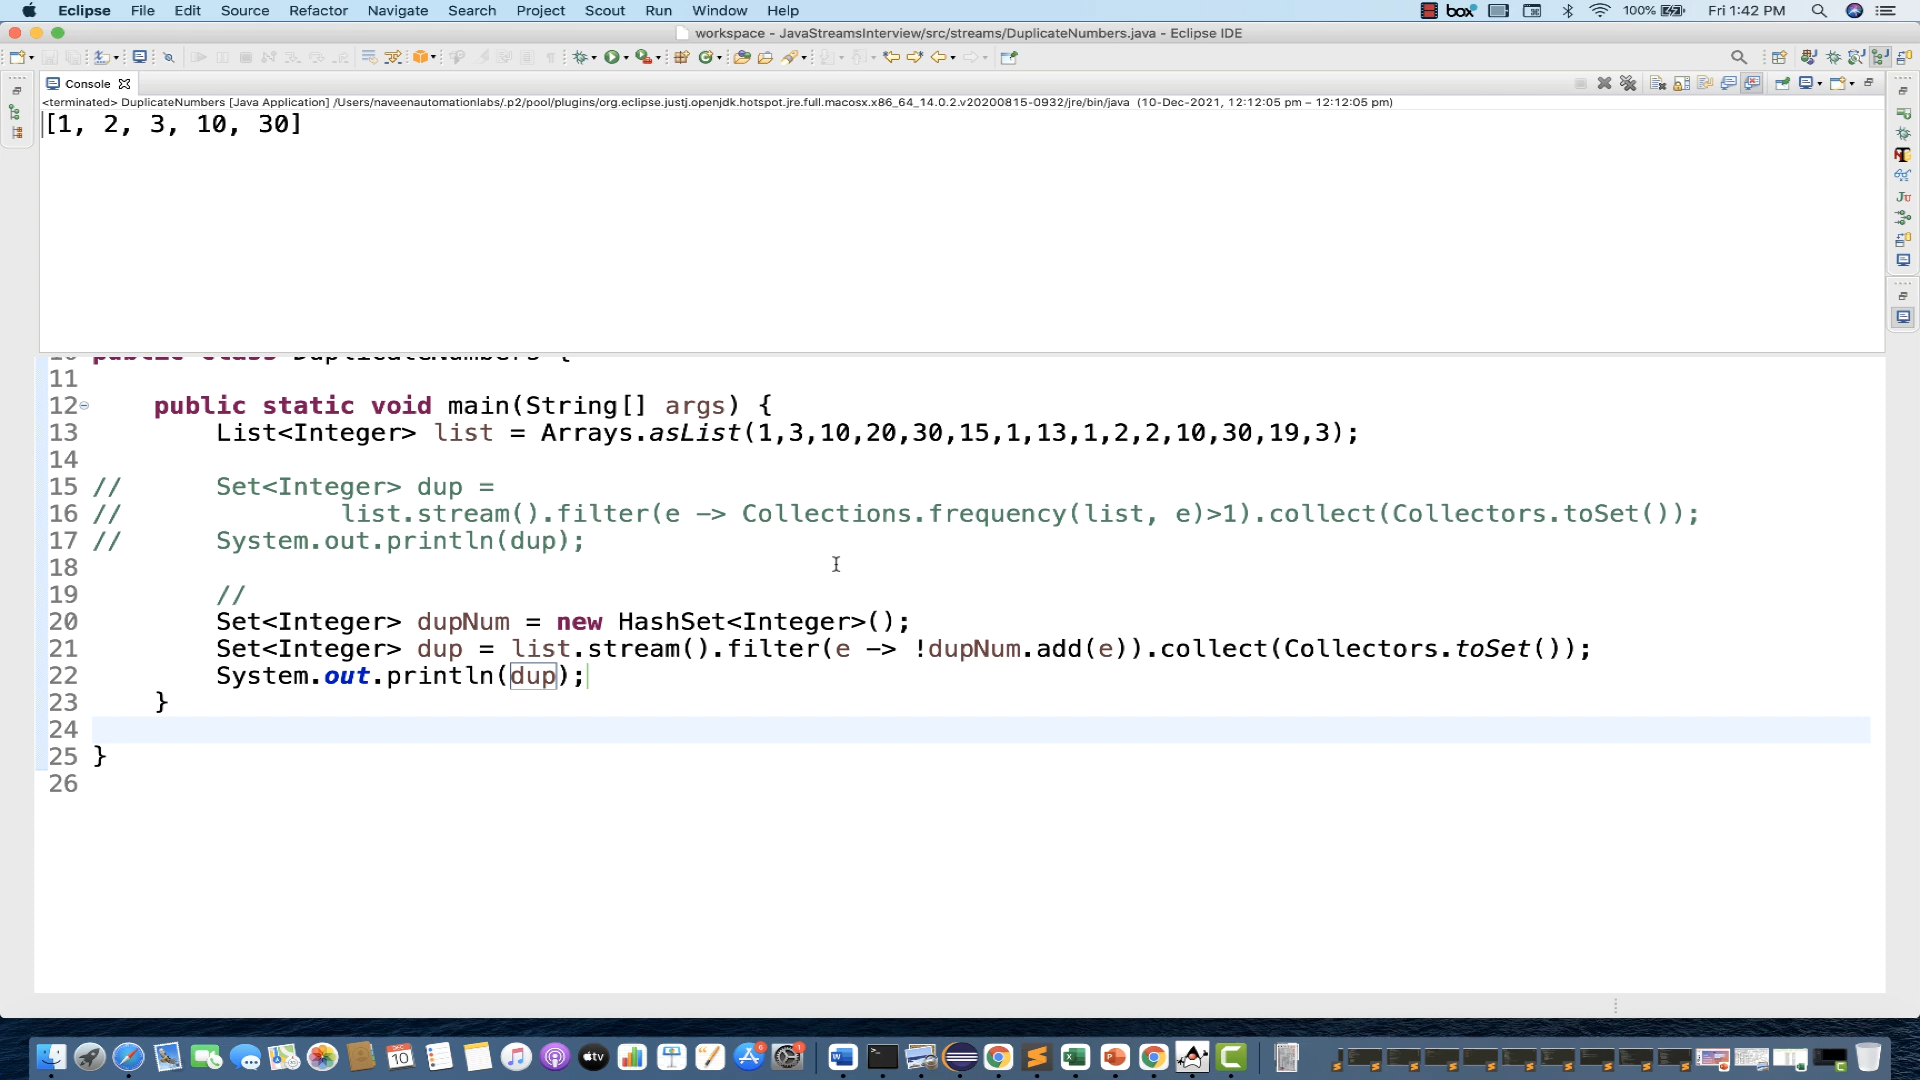 Eclipse File Edit Source Refactor Navigate Search Project Scout Run Window Help box 100% Fri 1:42 PM
workspace - JavaStreamsInterview/src/streams/DuplicateNumbers.java - Eclipse IDE
Console
<terminated> DuplicateNumbers [Java Application] /Users/naveenautomationlabs/.p2/pool/plugins/org.eclipse.justj.openjdk.hotspot.jre.full.macosx.x86_64_14.0.2.v20200815-0932/jre/bin/java (10-Dec-2021, 12:12:05 pm – 12:12:05 pm)
[1, 2, 3, 10, 30]
10 public class DuplicateNumbers {
11
12 public static void main(String[] args) {
13 List<Integer> list = Arrays.asList(1,3,10,20,30,15,1,13,1,2,2,10,30,19,3);
14
15 // Set<Integer> dup =
16 // list.stream().filter(e -> Collections.frequency(list, e)>1).collect(Collectors.toSet());
17 // System.out.println(dup);
18
19 //
20 Set<Integer> dupNum = new HashSet<Integer>();
21 Set<Integer> dup = list.stream().filter(e -> !dupNum.add(e)).collect(Collectors.toSet());
22 System.out.println(dup);
23 }
24
25 }
26